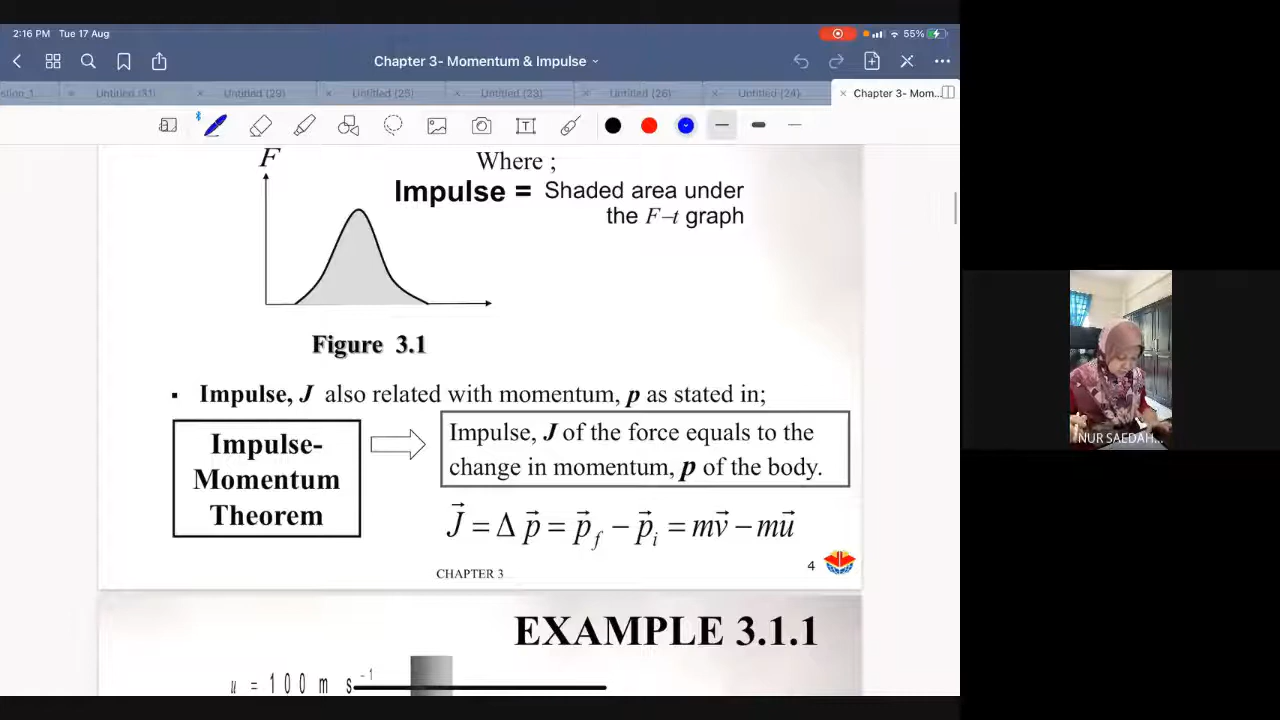 2:16 PM Tue 17 Aug
55%
Chapter 3- Momentum & Impulse
Untitled (31)
Untitled (29)
Untitled (25)
Untitled (23)
Untitled (26)
Untitled (24)
Chapter 3- Mom...
T
F
Where ;
Impulse = Shaded area under
the F–t graph
Figure 3.1
▪ Impulse, J also related with momentum, p as stated in;
Impulse-
Momentum
Theorem
Impulse, J of the force equals to the
change in momentum, p of the body.
J⃗ = Δ p⃗ = p⃗_f − p⃗_i = mv⃗ − mu⃗
CHAPTER 3
4
EXAMPLE 3.1.1
u = 100 m s⁻¹
NUR SAEDAH...